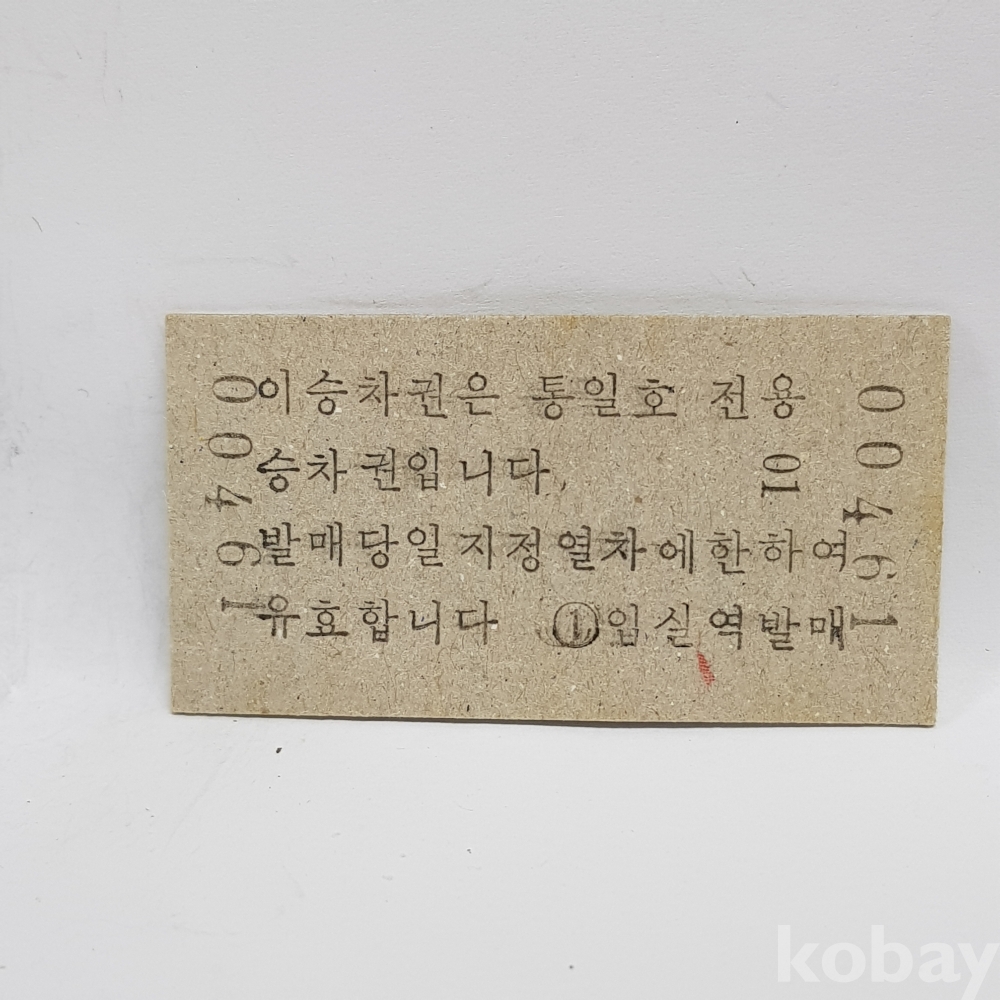 00461
이승차권은 통일호 전용
승차권입니다.
01
발매당일지정열차에한하여
유효합니다 ①임실역발매
00461
kobay